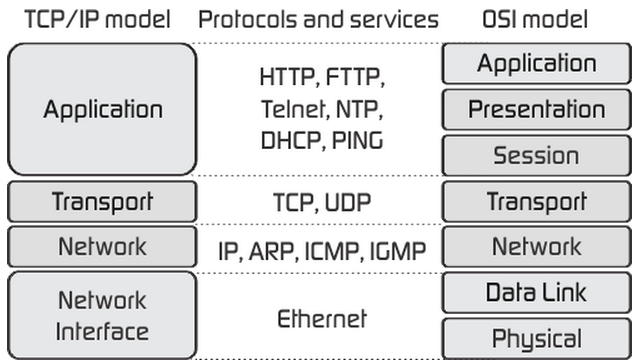 TCP/IP model Protocols and services OSI model
Application
HTTP, FTTP,
Telnet, NTP,
DHCP, PING
Application
Presentation
Session
Transport
TCP, UDP
Transport
Network
IP, ARP, ICMP, IGMP
Network
Network
Interface
Ethernet
Data Link
Physical